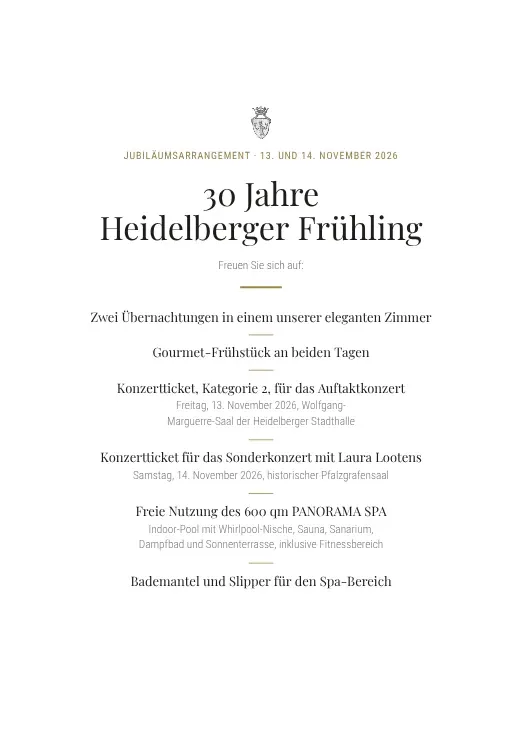 JUBILÄUMSARRANGEMENT · 13. UND 14. NOVEMBER 2026
30 Jahre
Heidelberger Frühling
Freuen Sie sich auf:
Zwei Übernachtungen in einem unserer eleganten Zimmer
Gourmet-Frühstück an beiden Tagen
Konzertticket, Kategorie 2, für das Auftaktkonzert
Freitag, 13. November 2026, Wolfgang-
Marguerre-Saal der Heidelberger Stadthalle
Konzertticket für das Sonderkonzert mit Laura Lootens
Samstag, 14. November 2026, historischer Pfalzgrafensaal
Freie Nutzung des 600 qm PANORAMA SPA
Indoor-Pool mit Whirlpool-Nische, Sauna, Sanarium,
Dampfbad und Sonnenterrasse, inklusive Fitnessbereich
Bademantel und Slipper für den Spa-Bereich